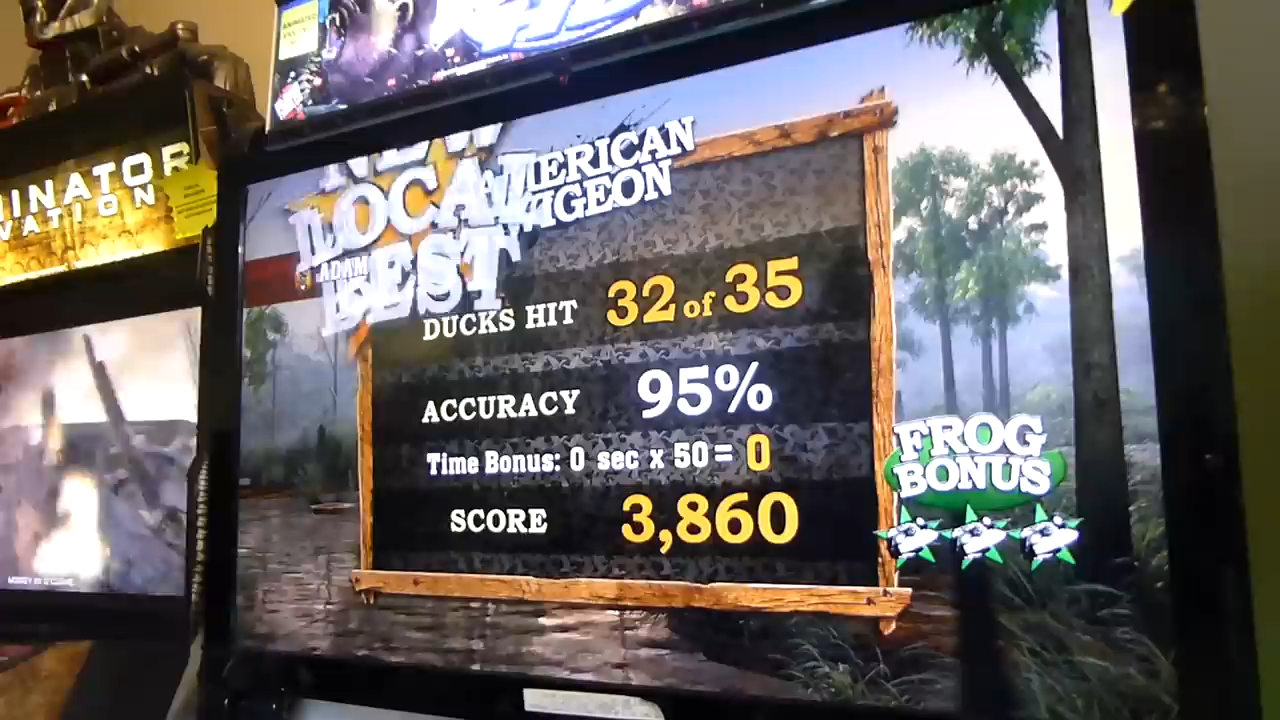 INATOR
VATION
NEW
LOCAL
BEST
AMERICAN
WIGEON
ADAM
DUCKS HIT 32 of 35
ACCURACY 95%
Time Bonus: 0 sec x 50 = 0
SCORE 3,860
FROG
BONUS